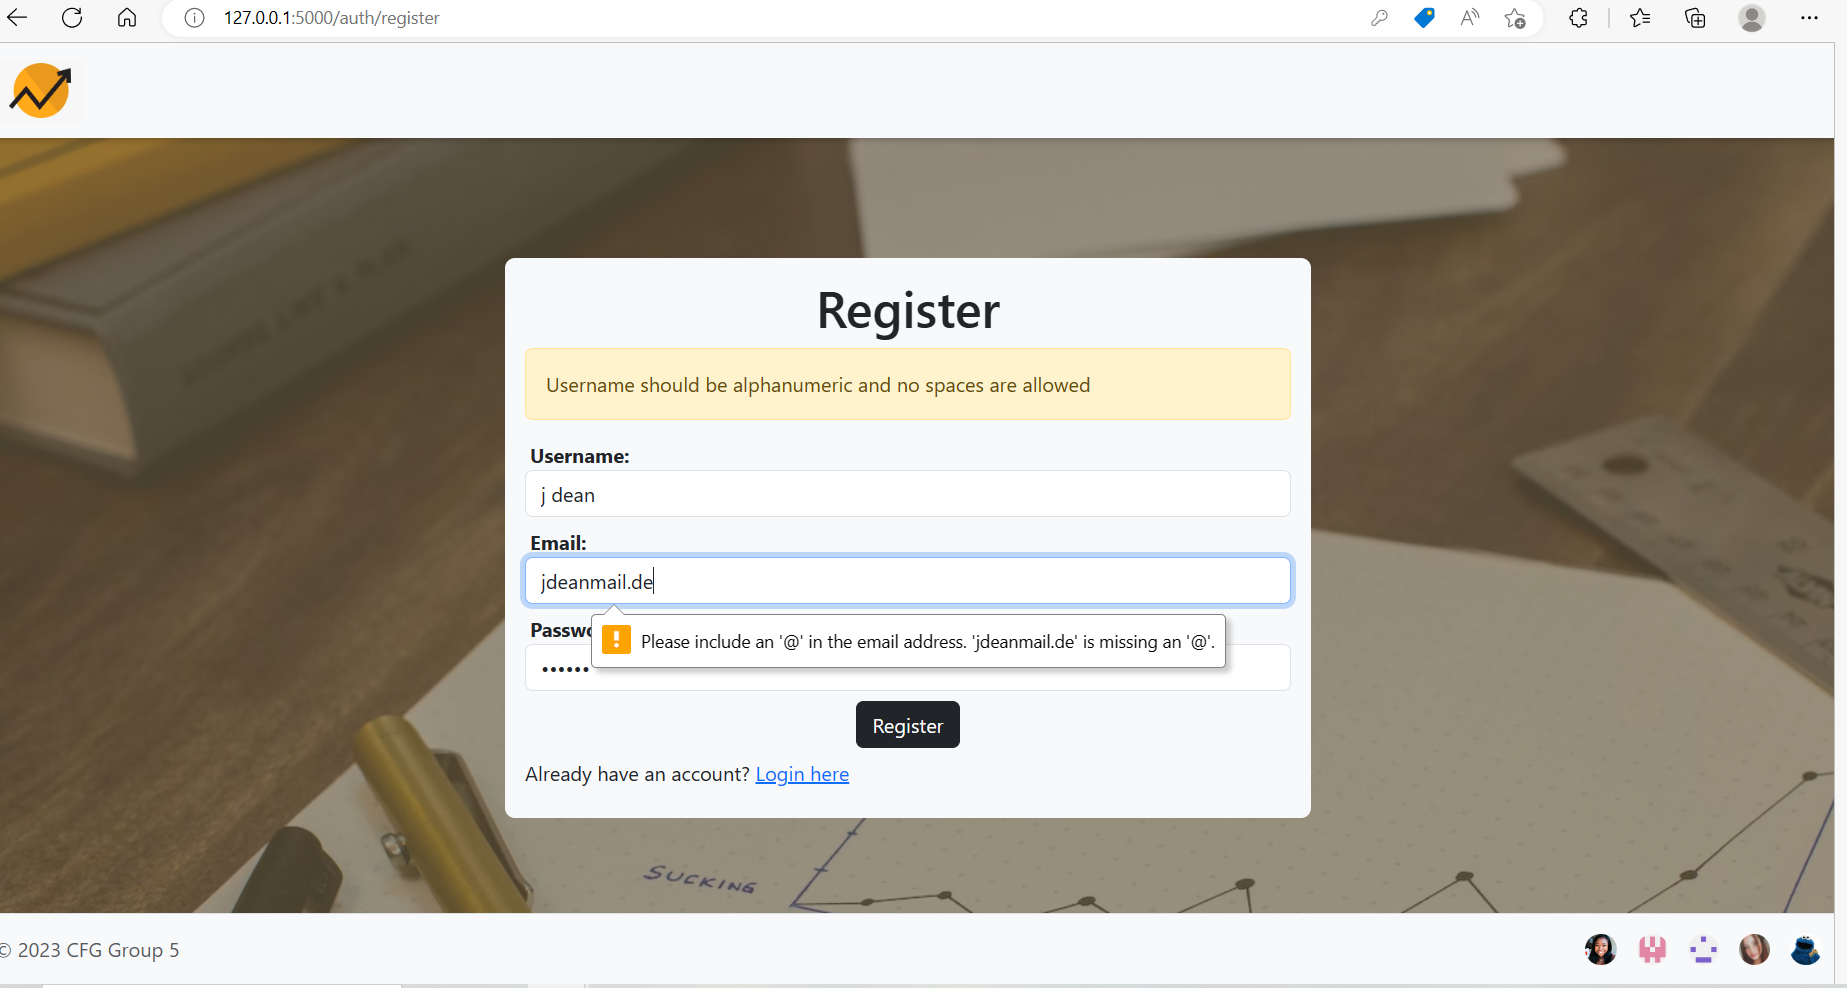 127.0.0.1:5000/auth/register
Register
Username should be alphanumeric and no spaces are allowed
Username:
j dean
Email:
jdeanmail.de
Please include an '@' in the email address. 'jdeanmail.de' is missing an '@'.
••••••
Register
Already have an account? Login here
SUCKING
© 2023 CFG Group 5